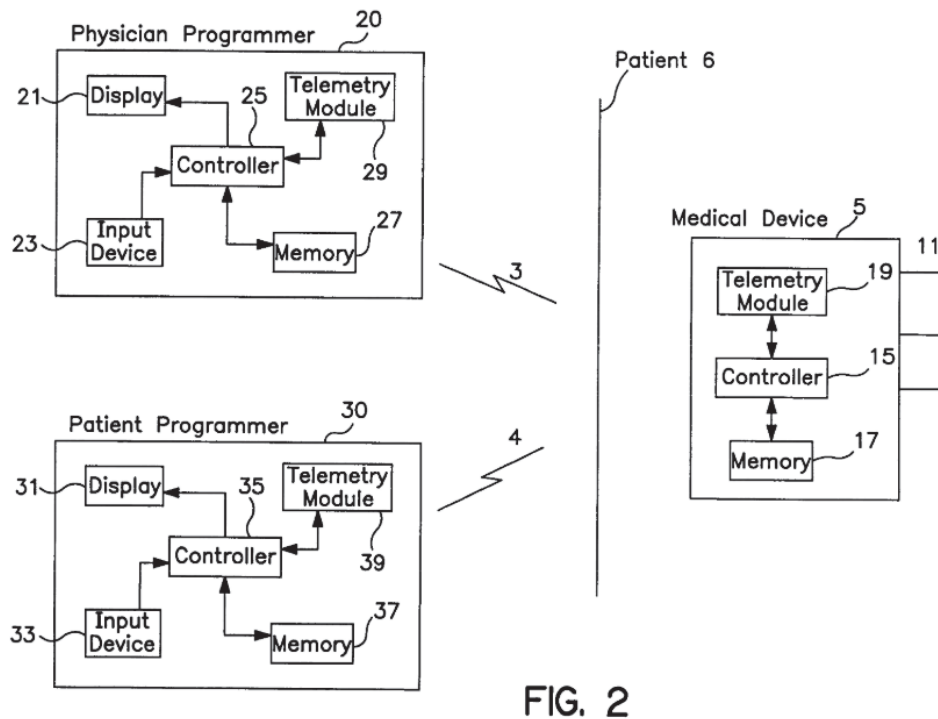 Physician Programmer
20
21
Display
25
Telemetry
Module
29
Controller
23
Input
Device
27
Memory
3
Patient 6
Medical Device
5
11
Telemetry
Module
19
Controller
15
Memory
17
Patient Programmer
30
4
31
Display
35
Telemetry
Module
39
Controller
33
Input
Device
37
Memory
FIG. 2